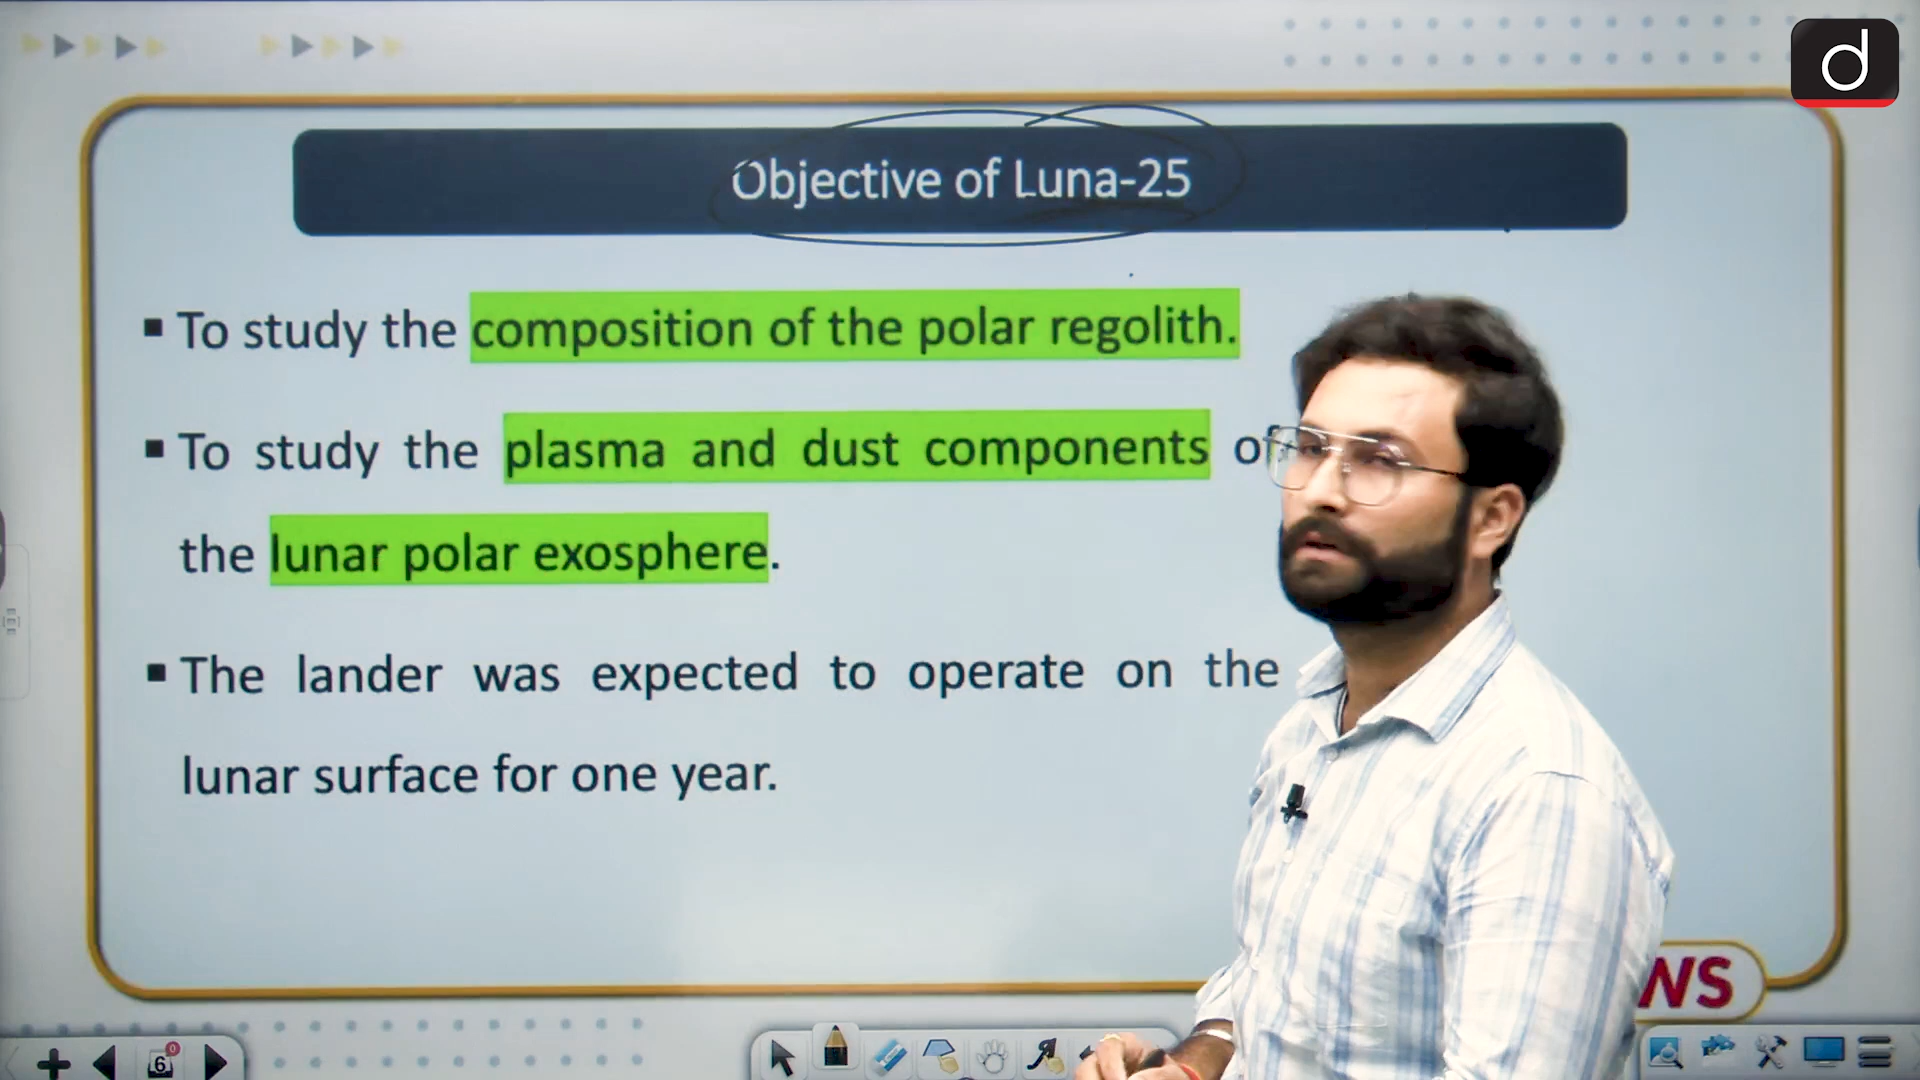 d
Objective of Luna-25
▪ To study the composition of the polar regolith.
▪ To study the plasma and dust components of
the lunar polar exosphere.
▪ The lander was expected to operate on the
lunar surface for one year.
WS
6
0